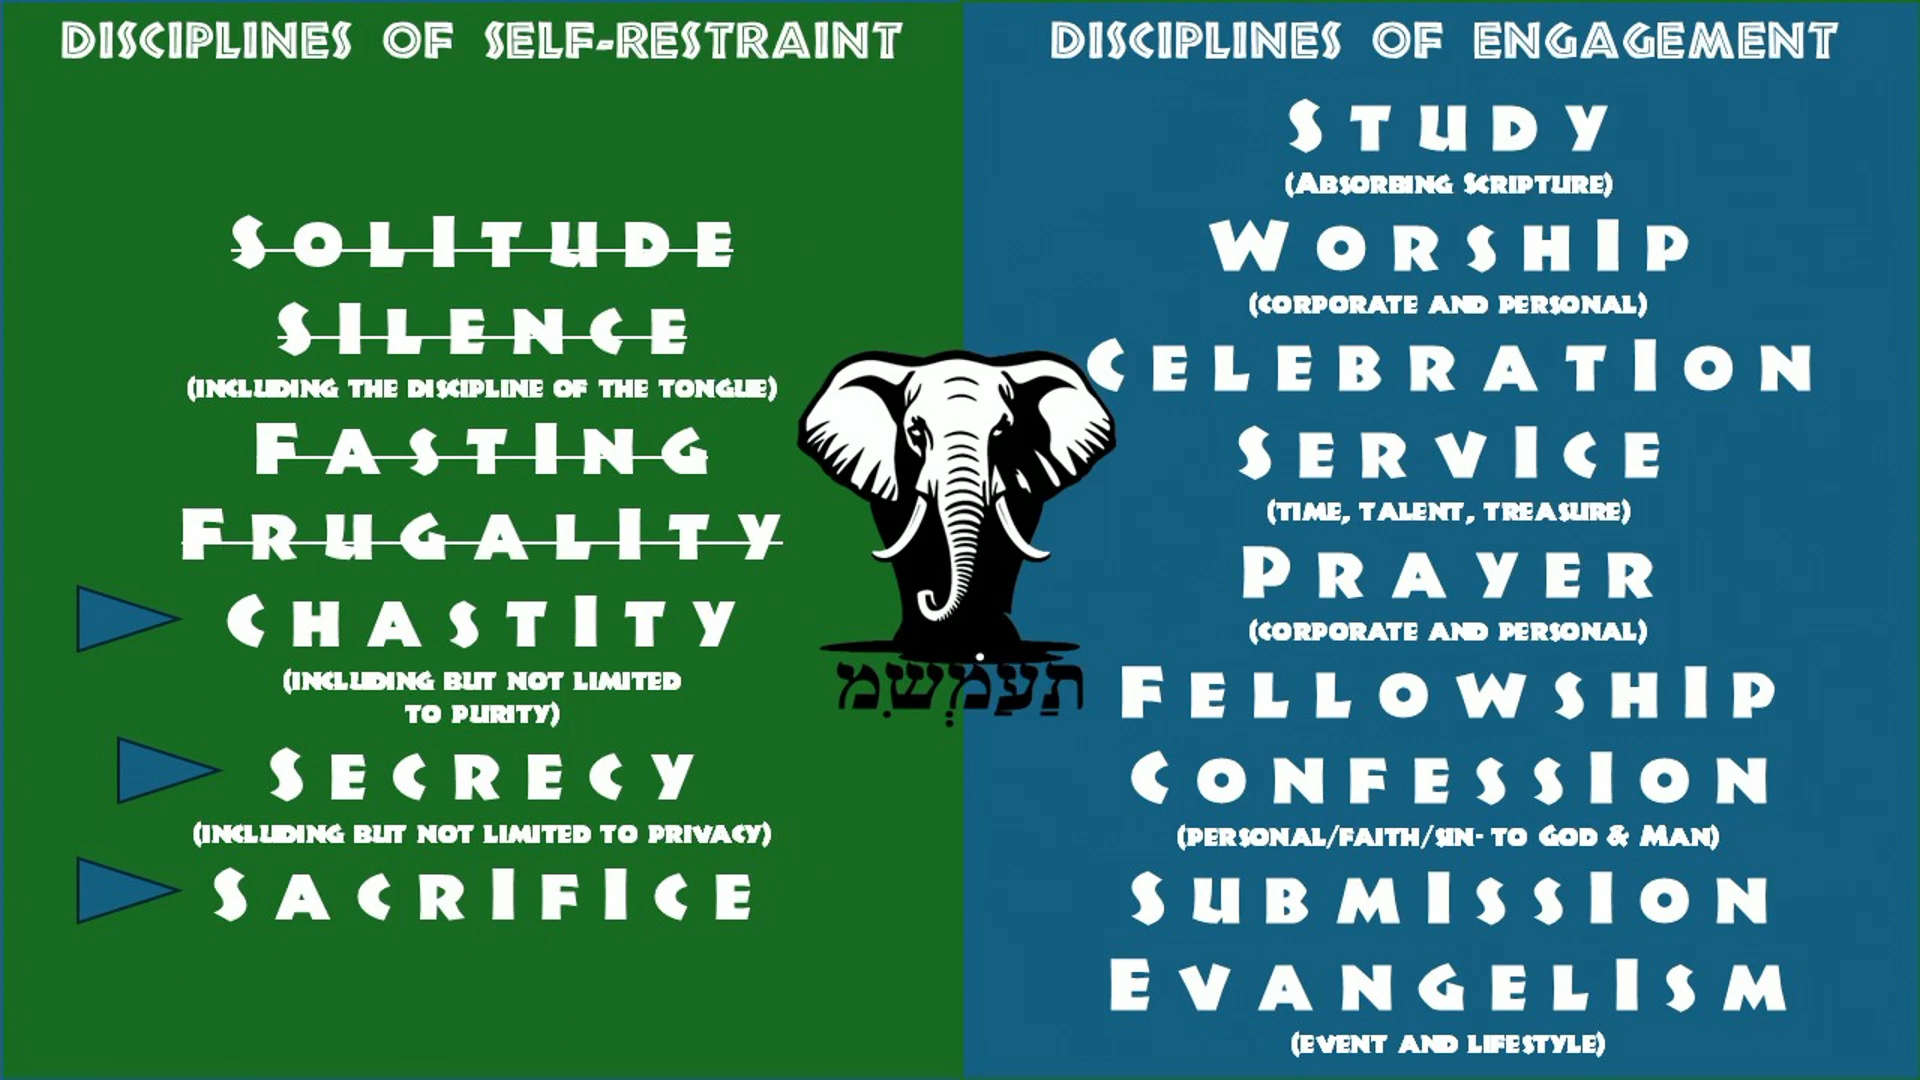 DISCIPLINES OF SELF-RESTRAINT
SOLITUDE
SILENCE
(INCLUDING THE DISCIPLINE OF THE TONGUE)
FASTING
FRUGALITY
CHASTITY
(INCLUDING BUT NOT LIMITED
TO PURITY)
SECRECY
(INCLUDING BUT NOT LIMITED TO PRIVACY)
SACRIFICE
תַעַמְשִׁמ
DISCIPLINES OF ENGAGEMENT
STUDY
(ABSORBING SCRIPTURE)
WORSHIP
(CORPORATE AND PERSONAL)
CELEBRATION
SERVICE
(TIME, TALENT, TREASURE)
PRAYER
(CORPORATE AND PERSONAL)
FELLOWSHIP
CONFESSION
(PERSONAL/FAITH/SIN- TO GOD & MAN)
SUBMISSION
EVANGELISM
(EVENT AND LIFESTYLE)